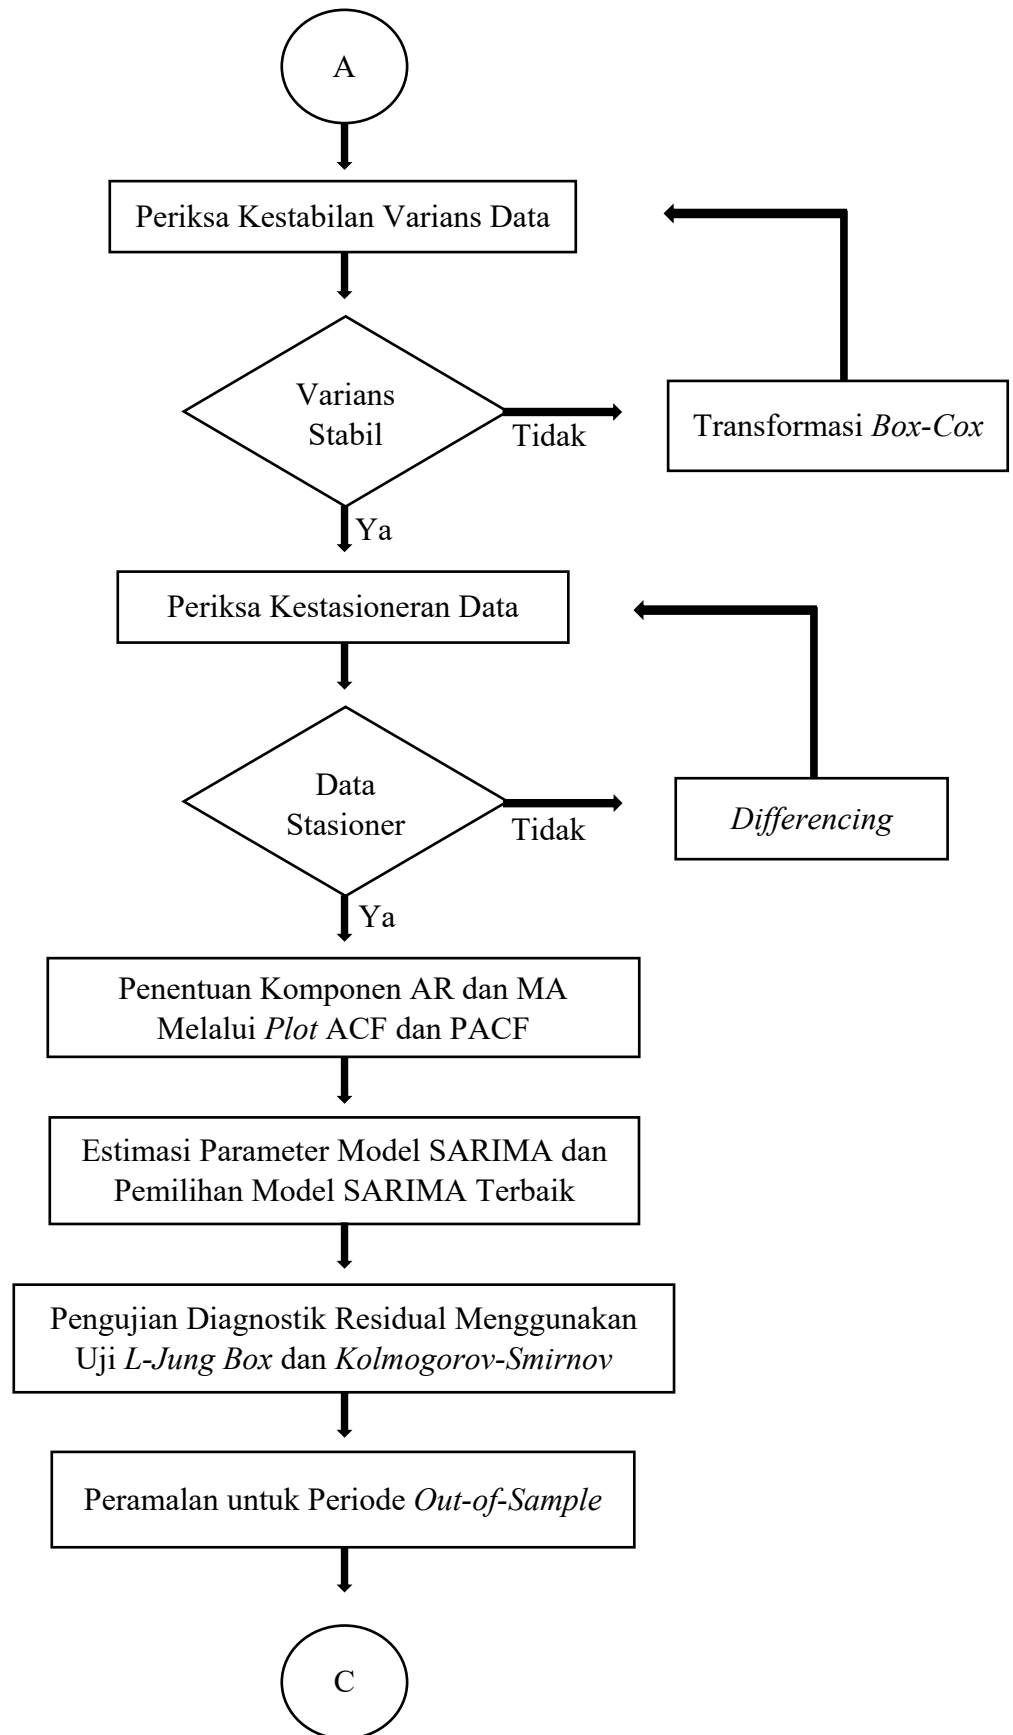 A
Periksa Kestabilan Varians Data
Varians
Stabil
Tidak
Transformasi Box-Cox
Ya
Periksa Kestasioneran Data
Data
Stasioner
Tidak
Differencing
Ya
Penentuan Komponen AR dan MA
Melalui Plot ACF dan PACF
Estimasi Parameter Model SARIMA dan
Pemilihan Model SARIMA Terbaik
Pengujian Diagnostik Residual Menggunakan
Uji L-Jung Box dan Kolmogorov-Smirnov
Peramalan untuk Periode Out-of-Sample
C